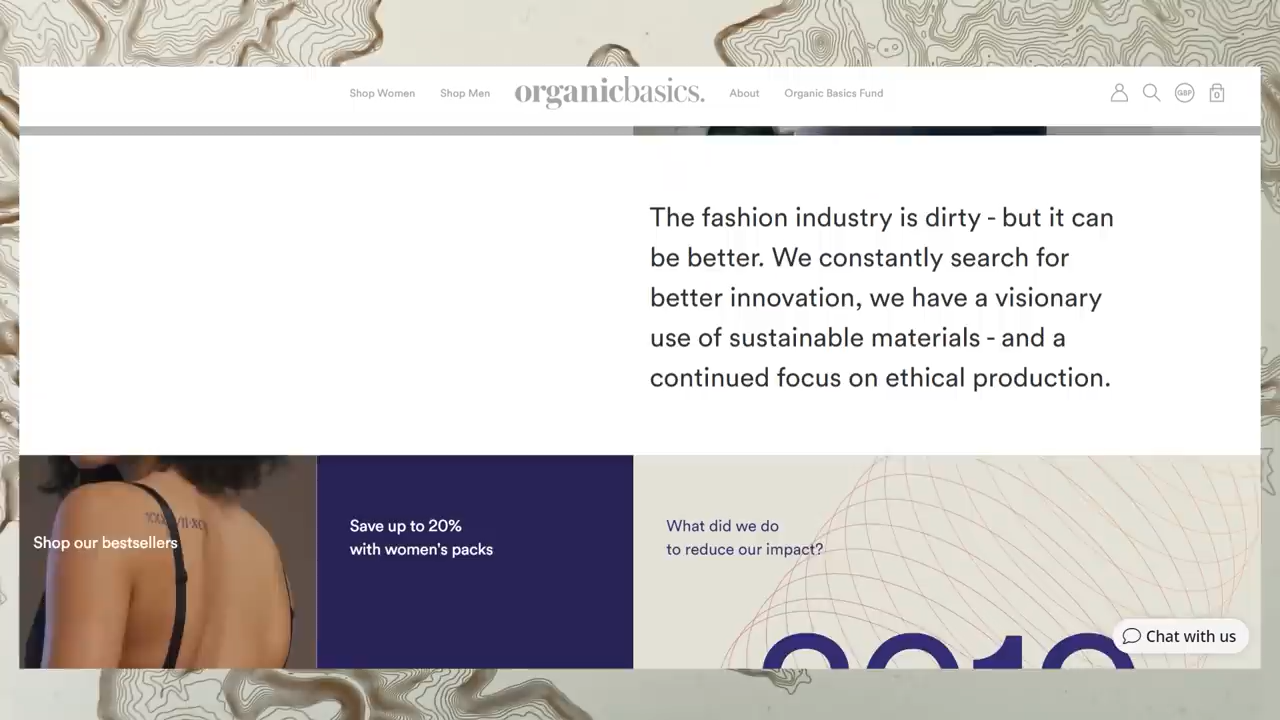 Shop Women
Shop Men
organicbasics.
About
Organic Basics Fund
GBP
0
The fashion industry is dirty - but it can
be better. We constantly search for
better innovation, we have a visionary
use of sustainable materials - and a
continued focus on ethical production.
Shop our bestsellers
Save up to 20%
with women's packs
What did we do
to reduce our impact?
2019
Chat with us